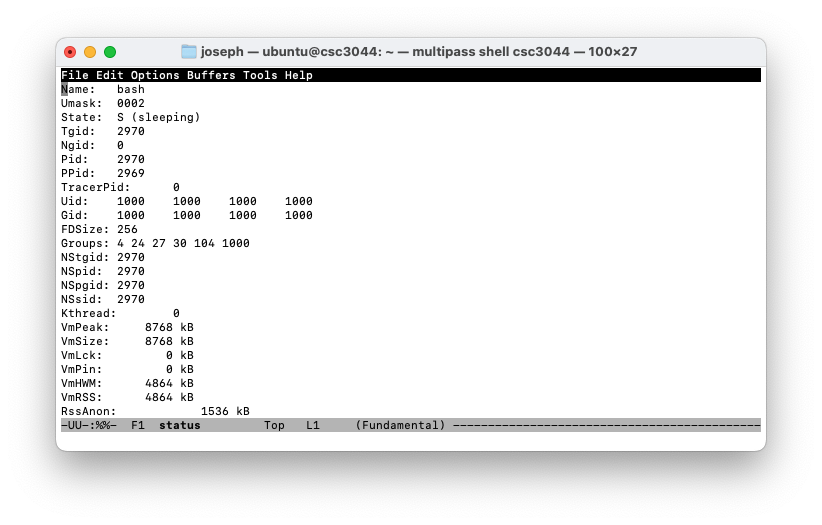 joseph — ubuntu@csc3044: ~ — multipass shell csc3044 — 100×27
File Edit Options Buffers Tools Help
Name:   bash
Umask:  0002
State:  S (sleeping)
Tgid:   2970
Ngid:   0
Pid:    2970
PPid:   2969
TracerPid:      0
Uid:    1000    1000    1000    1000
Gid:    1000    1000    1000    1000
FDSize: 256
Groups: 4 24 27 30 104 1000
NStgid: 2970
NSpid:  2970
NSpgid: 2970
NSsid:  2970
Kthread:        0
VmPeak:     8768 kB
VmSize:     8768 kB
VmLck:         0 kB
VmPin:         0 kB
VmHWM:      4864 kB
VmRSS:      4864 kB
RssAnon:            1536 kB
-UU-:%%-  F1  status         Top   L1     (Fundamental) --------------------------------------------